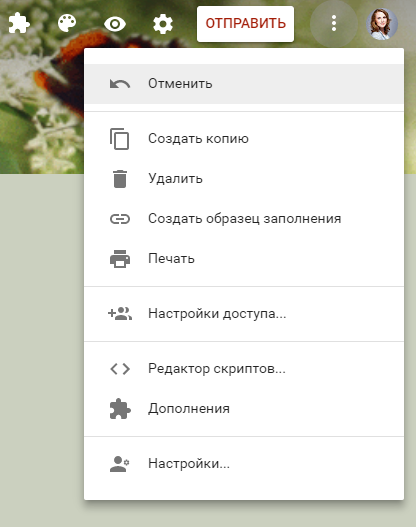 ОТПРАВИТЬ
Отменить
Создать копию
Удалить
Создать образец заполнения
Печать
Настройки доступа...
Редактор скриптов...
Дополнения
Настройки...